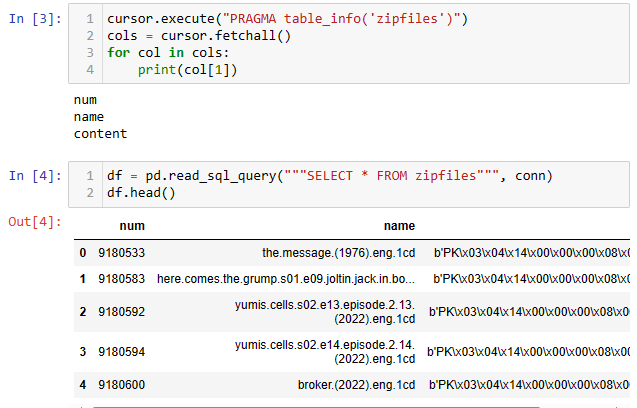 In [3]:
1 cursor.execute("PRAGMA table_info('zipfiles')")
2 cols = cursor.fetchall()
3 for col in cols:
4     print(col[1])
num
name
content
In [4]:
1 df = pd.read_sql_query("""SELECT * FROM zipfiles""", conn)
2 df.head()
Out[4]:
num name
0 9180533 the.message.(1976).eng.1cd b'PK\x03\x04\x14\x00\x00\x00\x08\x0
1 9180583 here.comes.the.grump.s01.e09.joltin.jack.in.bo... b'PK\x03\x04\x14\x00\x00\x00\x08\x
2 9180592 yumis.cells.s02.e13.episode.2.13.
(2022).eng.1cd b'PK\x03\x04\x14\x00\x00\x00\x08\x0
3 9180594 yumis.cells.s02.e14.episode.2.14.
(2022).eng.1cd b'PK\x03\x04\x14\x00\x00\x00\x08\x00
4 9180600 broker.(2022).eng.1cd b'PK\x03\x04\x14\x00\x00\x00\x08\x0